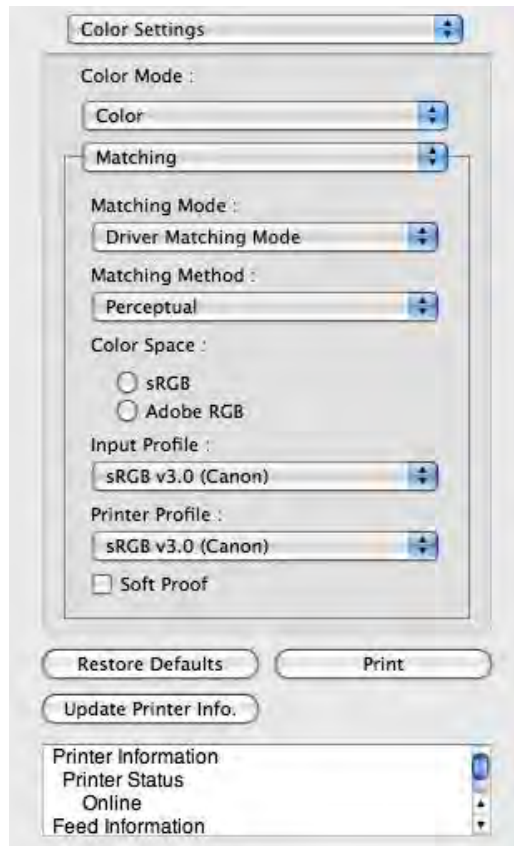 Color Settings
Color Mode :
Color
Matching
Matching Mode :
Driver Matching Mode
Matching Method :
Perceptual
Color Space :
sRGB
Adobe RGB
Input Profile :
sRGB v3.0 (Canon)
Printer Profile :
sRGB v3.0 (Canon)
Soft Proof
Restore Defaults Print
Update Printer Info.
Printer Information
Printer Status
Online
Feed Information